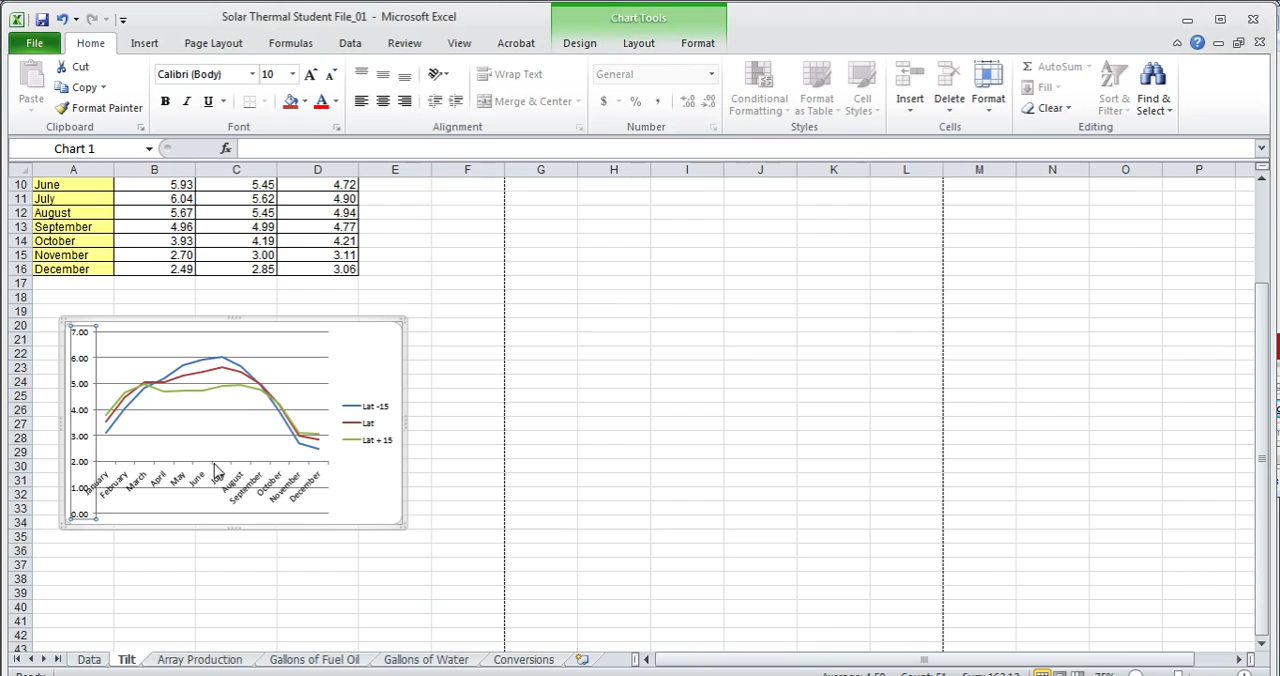 Solar Thermal Student File_01 - Microsoft Excel
Chart Tools
File Home Insert Page Layout Formulas Data Review View Acrobat Design Layout Format
Paste
Cut
Copy
Format Painter
Clipboard
Calibri (Body) 10
B I U
Font
Wrap Text
Merge & Center
Alignment
General
$ % ,
Number
Conditional Formatting
Format as Table
Cell Styles
Styles
Insert
Delete
Format
Cells
AutoSum
Fill
Clear
Sort & Filter
Find & Select
Editing
Chart 1
fx
A B C D E F G H I J K L M N O P
10 June 5.93 5.45 4.72
11 July 6.04 5.62 4.90
12 August 5.67 5.45 4.94
13 September 4.96 4.99 4.77
14 October 3.93 4.19 4.21
15 November 2.70 3.00 3.11
16 December 2.49 2.85 3.06
17
18
19
20
21
22
23
24
25
26
27
28
29
30
31
32
33
34
35
36
37
38
39
40
41
42
43
7.00
6.00
5.00
4.00
3.00
2.00
1.00
0.00
January February March April May June July August September October November December
Lat -15
Lat
Lat + 15
Data Tilt Array Production Gallons of Fuel Oil Gallons of Water Conversions
Ready
75%